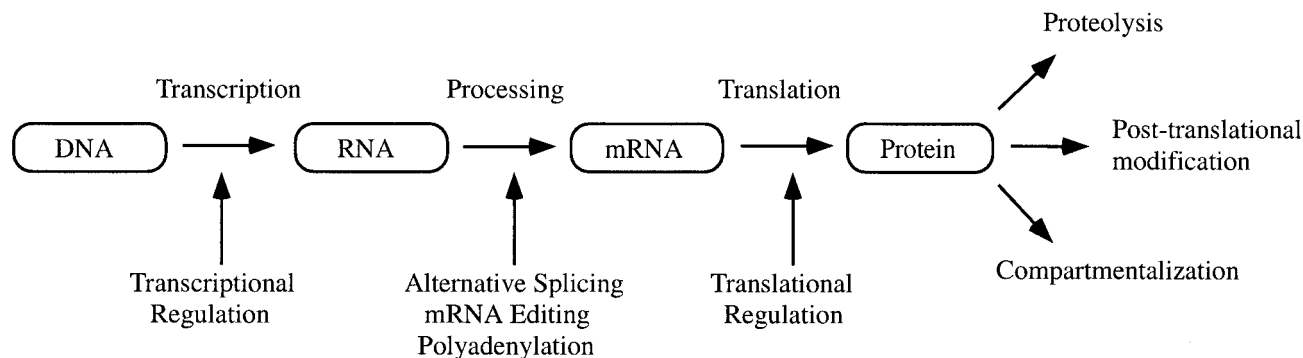 Proteolysis
Transcription
Processing
Translation
DNA
RNA
mRNA
Protein
Post-translational
modification
Compartmentalization
Transcriptional
Regulation
Alternative Splicing
mRNA Editing
Polyadenylation
Translational
Regulation